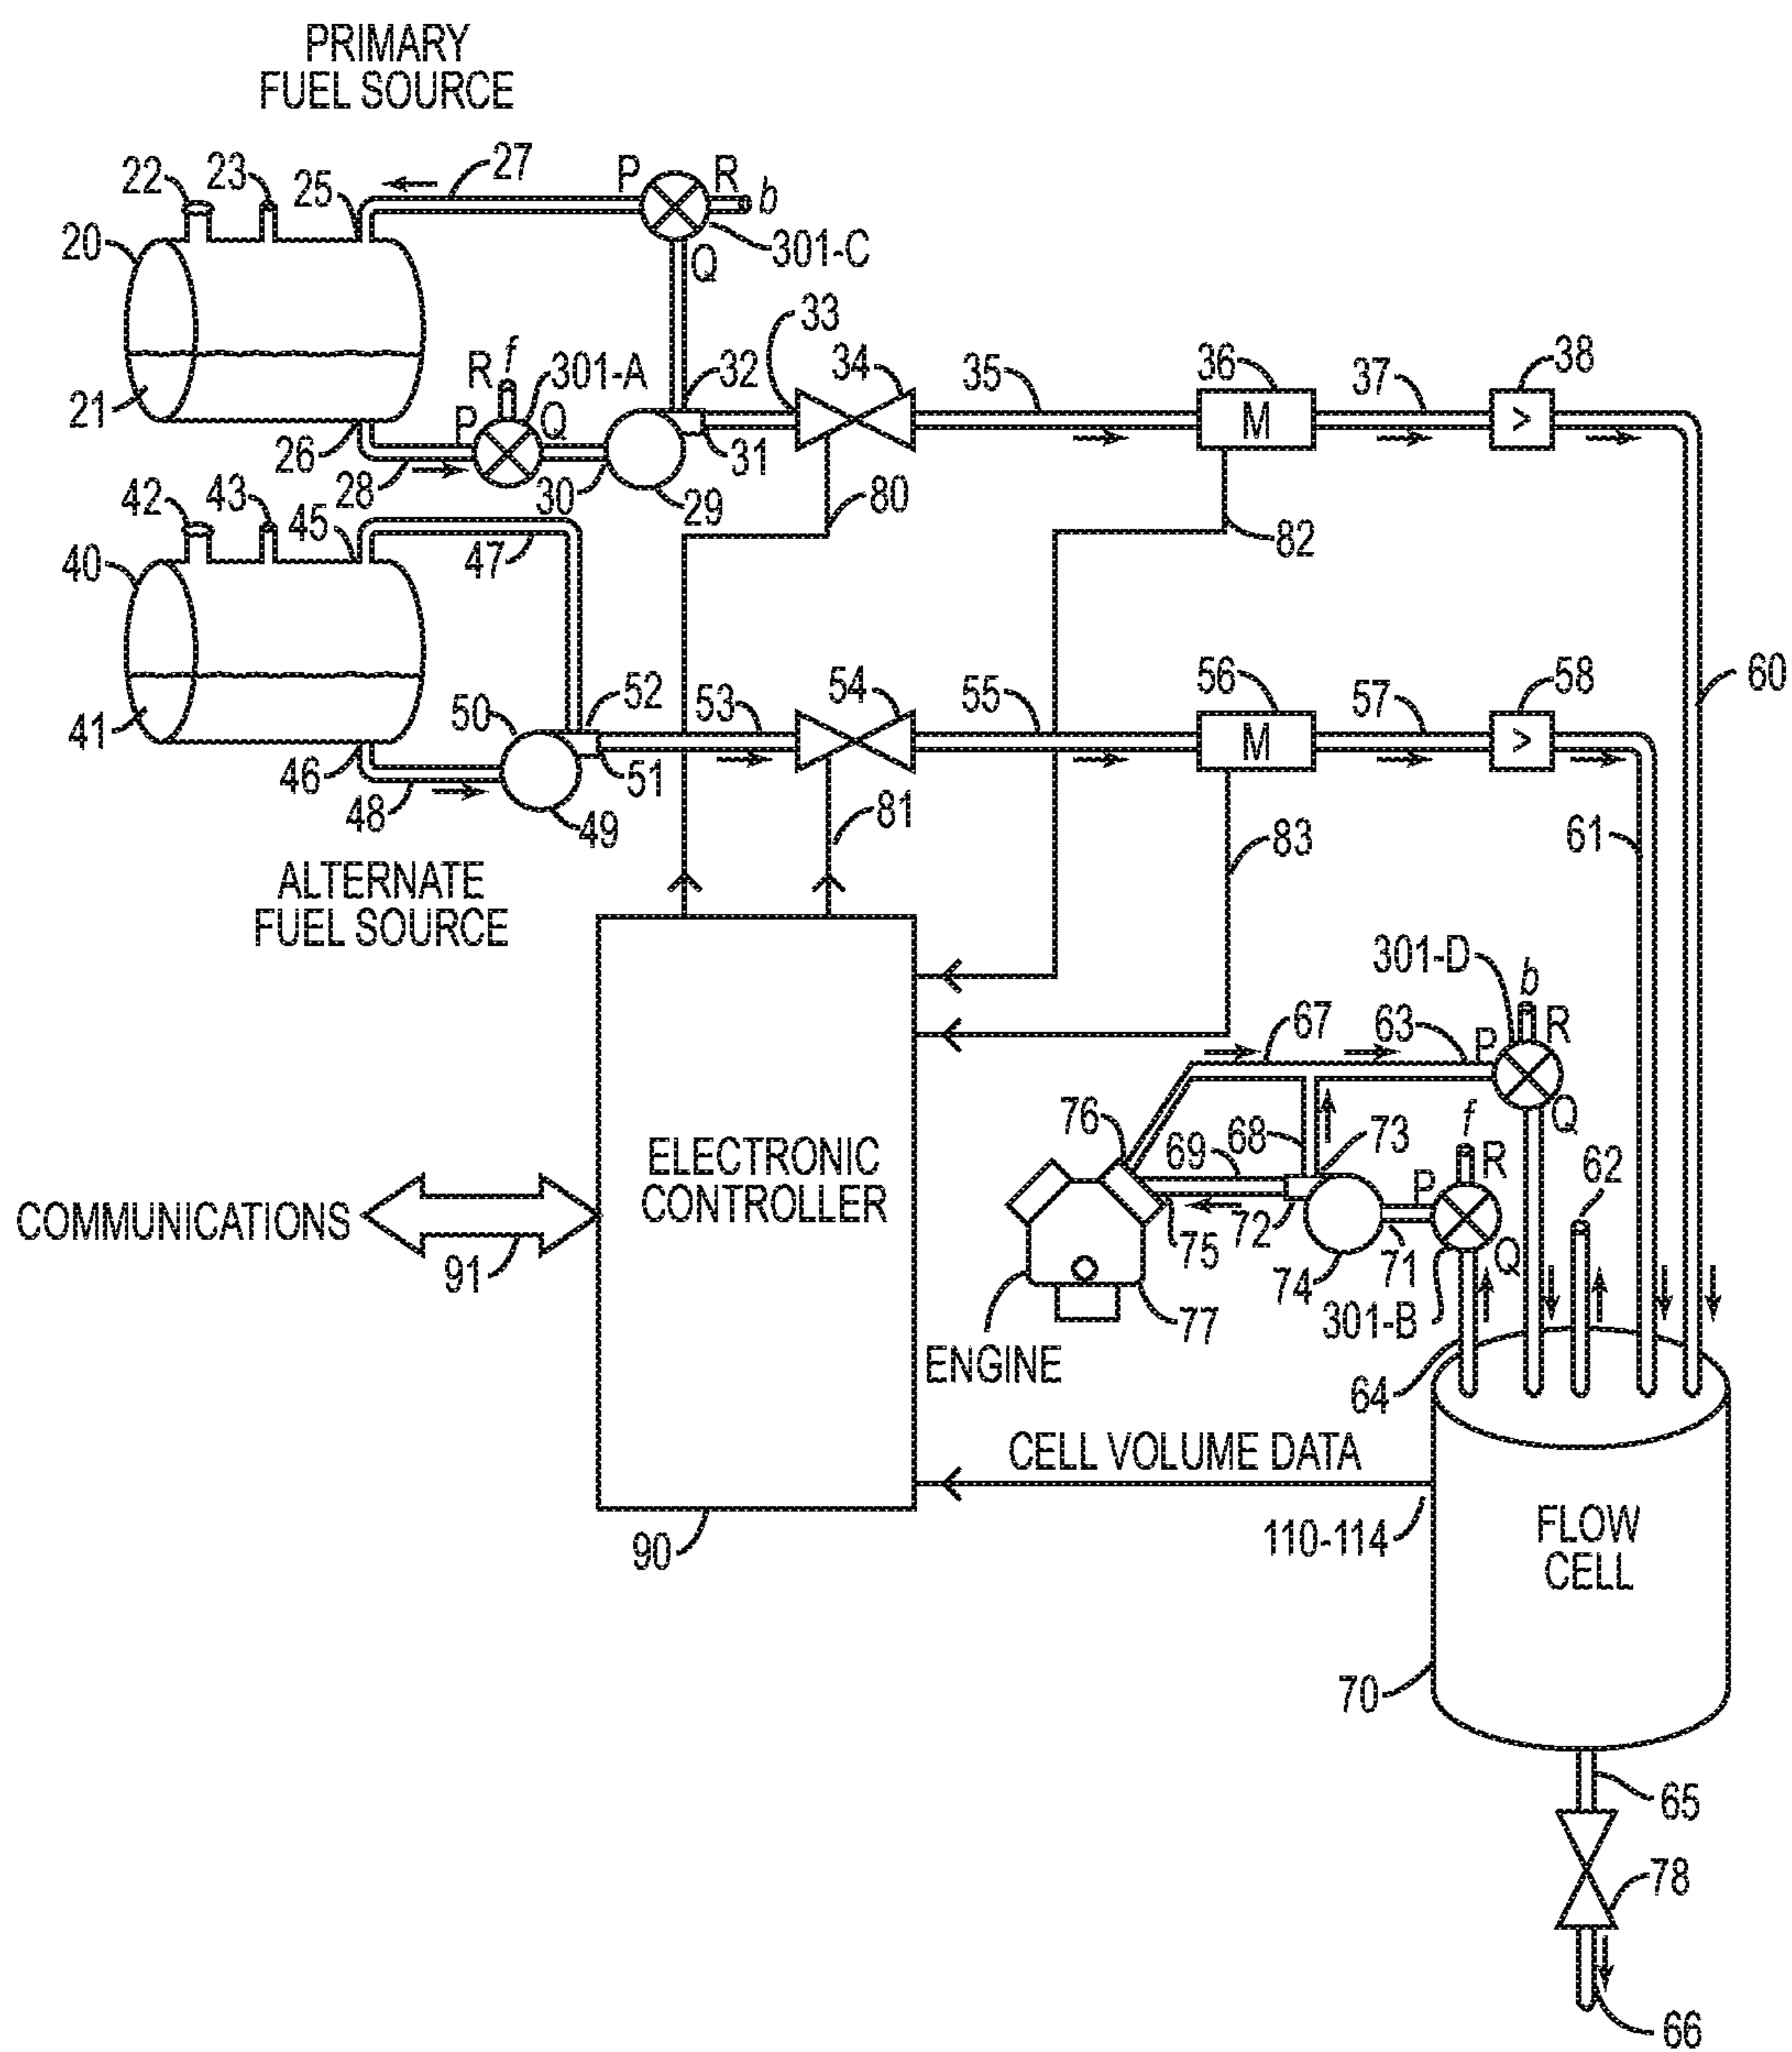 PRIMARY
FUEL SOURCE
22 23 25 27 P R b
20 301-C
Q
33
R f 301-A 32 34 35 36 37 38
21 P Q M >
26 28 30 29 31 80 82
42 43 45 47
40
50 52 53 54 55 56 57 58 60
41 M >
46 48 49 51 81 83 61
ALTERNATE
FUEL SOURCE
301-D b
67 63 P R
76 69 68 73 f Q
ELECTRONIC
CONTROLLER
P R 62
COMMUNICATIONS
91
75 72 74 71 Q
77 301-B
ENGINE
64
CELL VOLUME DATA
110-114
90
FLOW
CELL
70
65
78
66